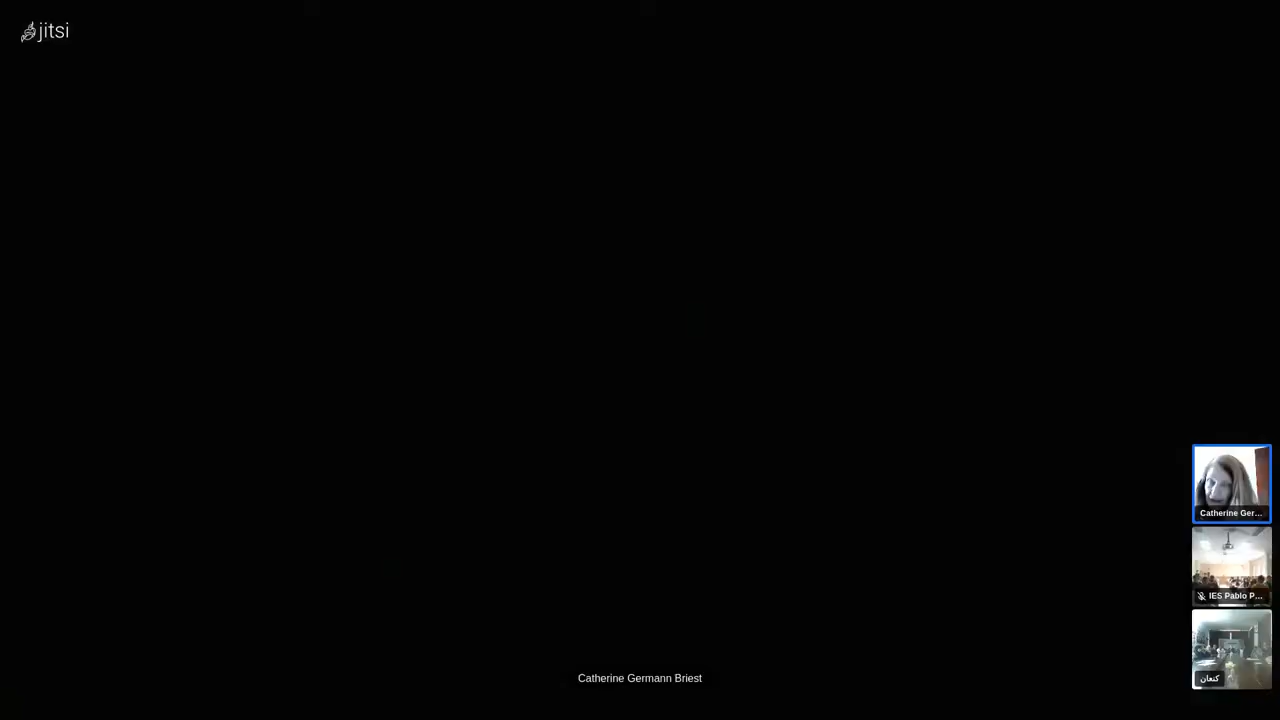 jitsi
Catherine Ger...
IES Pablo P...
كنعان
Catherine Germann Briest